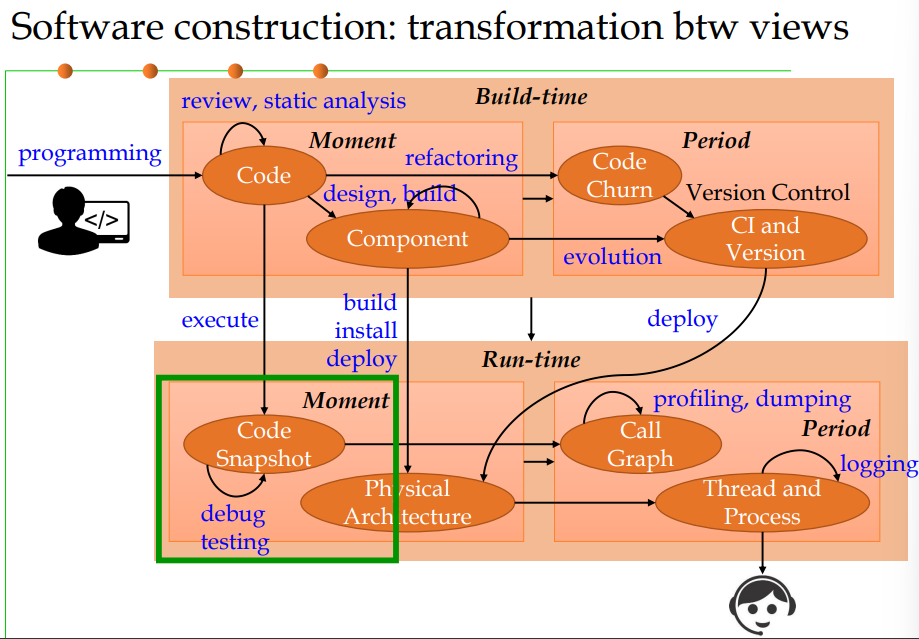 Software construction: transformation btw views
review, static analysis
Build-time
programming
Moment
Period
Code
refactoring
Code
Churn
design, build
Version Control
Component
CI and
Version
evolution
execute
build
install
deploy
deploy
Run-time
Moment
profiling, dumping
Code
Snapshot
Call
Graph
Period
logging
Physical
Architecture
Thread and
Process
debug
testing